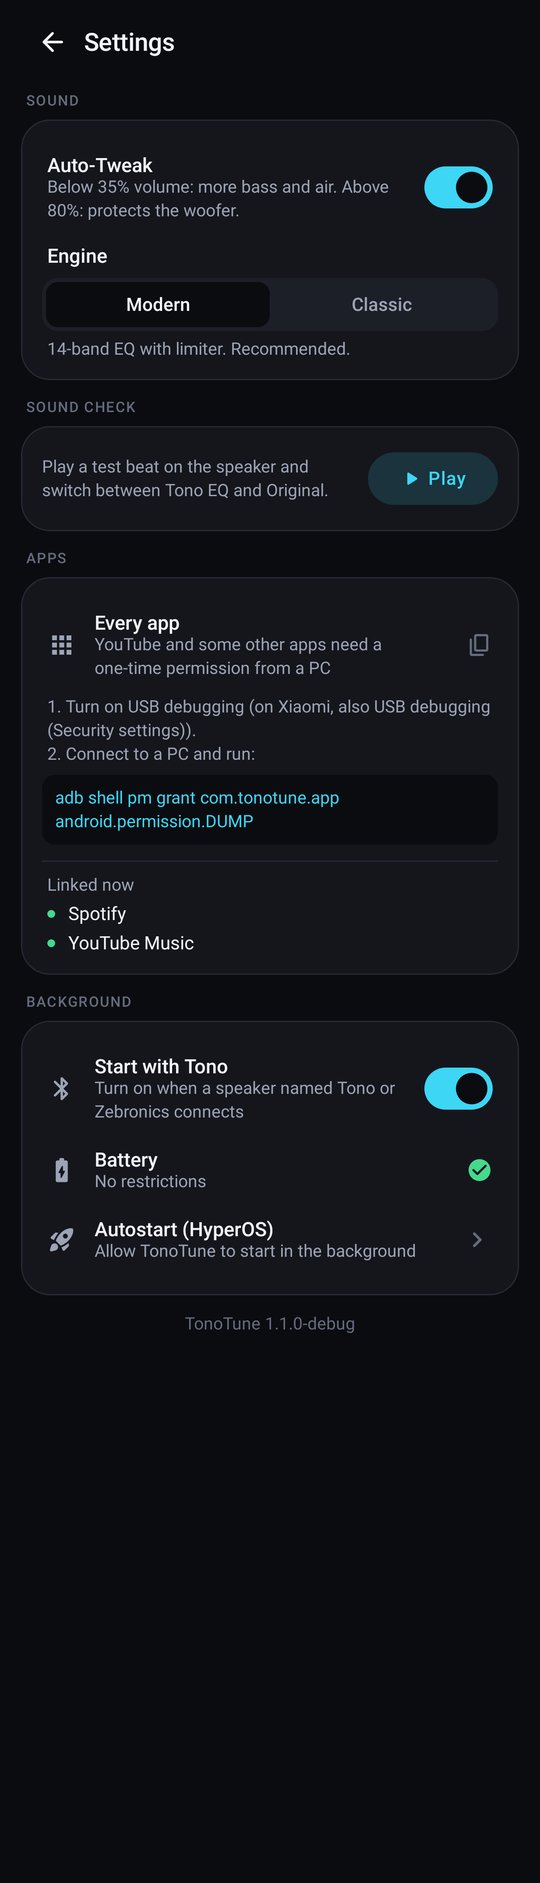 Settings
SOUND
Auto-Tweak
Below 35% volume: more bass and air. Above
80%: protects the woofer.
Engine
Modern
Classic
14-band EQ with limiter. Recommended.
SOUND CHECK
Play a test beat on the speaker and
switch between Tono EQ and Original.
Play
APPS
Every app
YouTube and some other apps need a
one-time permission from a PC
1. Turn on USB debugging (on Xiaomi, also USB debugging
(Security settings)).
2. Connect to a PC and run:
adb shell pm grant com.tonotune.app
android.permission.DUMP
Linked now
Spotify
YouTube Music
BACKGROUND
Start with Tono
Turn on when a speaker named Tono or
Zebronics connects
Battery
No restrictions
Autostart (HyperOS)
Allow TonoTune to start in the background
TonoTune 1.1.0-debug